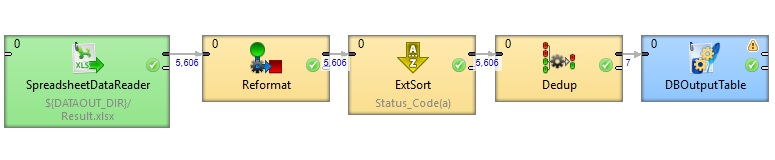 0
XLS
SpreadsheetDataReader
${DATAOUT_DIR}/
Result.xlsx
5,606
0
Reformat
5,606
0
A
Z
ExtSort
Status_Code(a)
5,606
0
Dedup
7
0
DBOutputTable